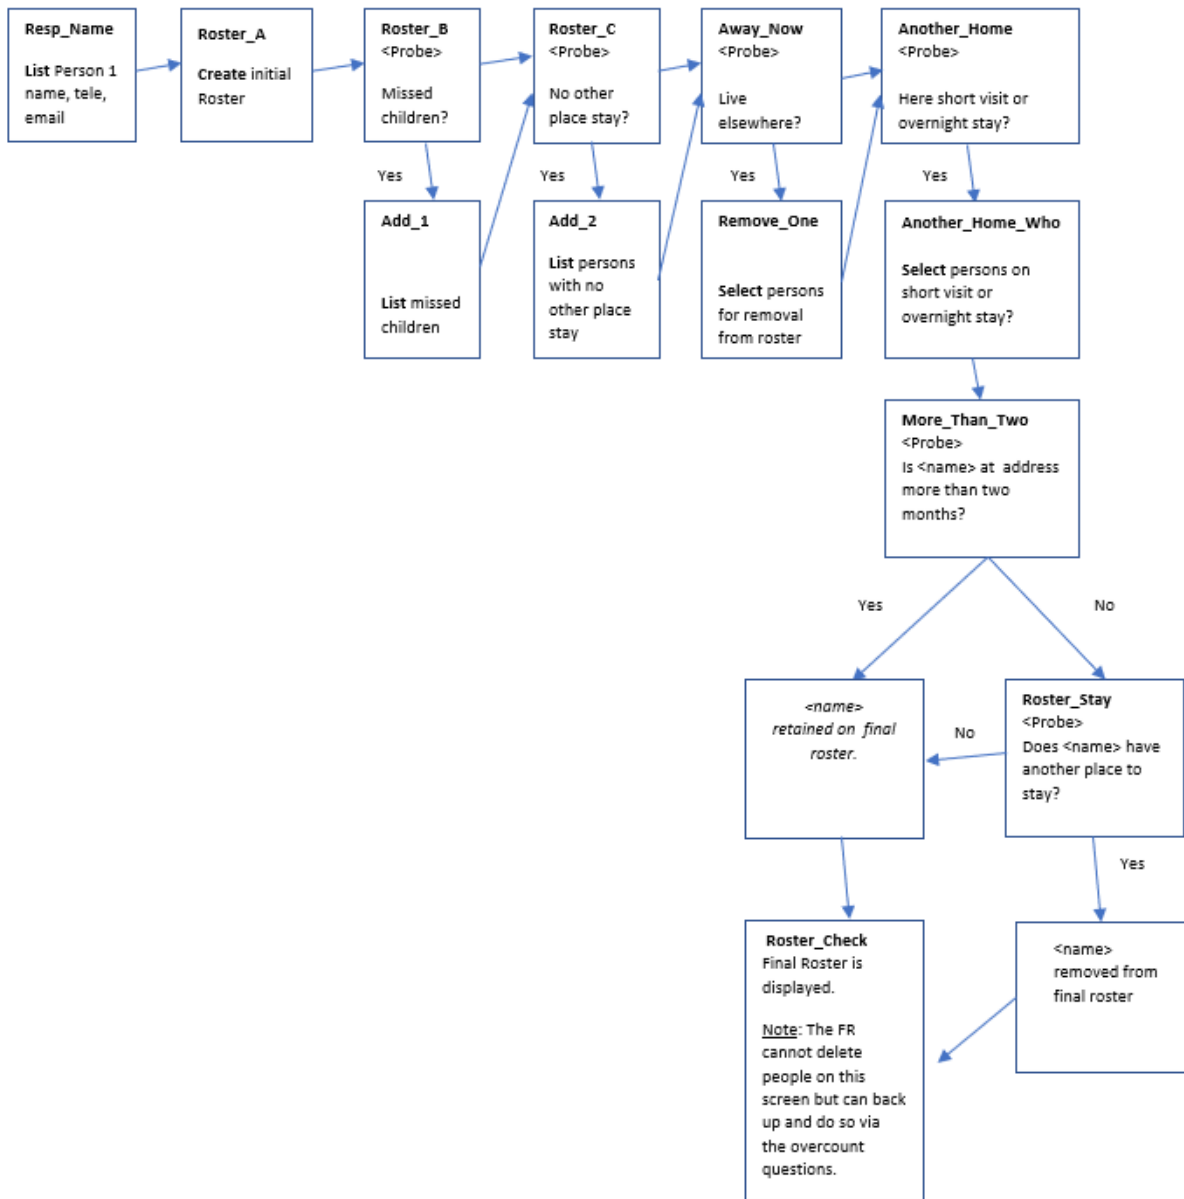 Resp_Name
List Person 1
name, tele,
email
Roster_A
Create initial
Roster
Roster_B
<Probe>
Missed
children?
Roster_C
<Probe>
No other
place stay?
Away_Now
<Probe>
Live
elsewhere?
Another_Home
<Probe>
Here short visit or
overnight stay?
Yes
Yes
Yes
Yes
Add_1
List missed
children
Add_2
List persons
with no
other place
stay
Remove_One
Select persons
for removal
from roster
Another_Home_Who
Select persons on
short visit or
overnight stay?
More_Than_Two
<Probe>
Is <name> at  address
more than two
months?
Yes
No
<name>
retained on  final
roster.
No
Roster_Stay
<Probe>
Does <name> have
another place to
stay?
Yes
Roster_Check
Final Roster is
displayed.
Note: The FR
cannot delete
people on this
screen but can back
up and do so via
the overcount
questions.
<name>
removed from
final roster